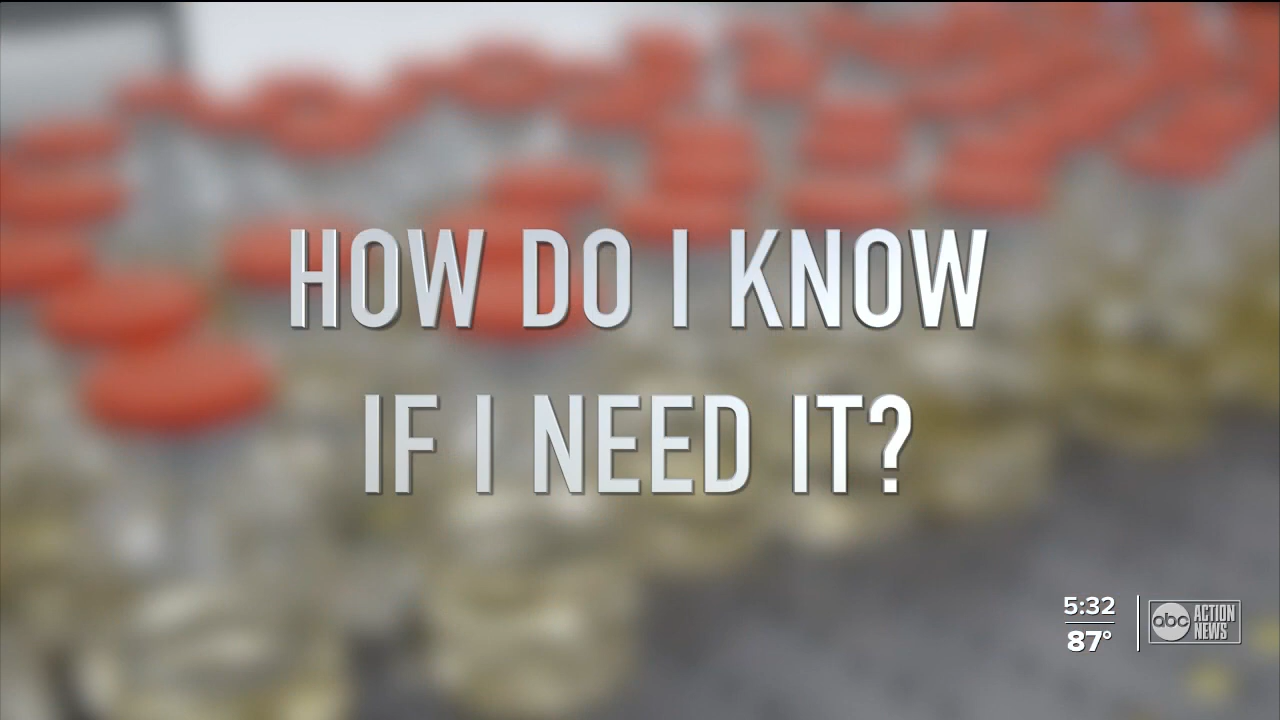 HOW DO I KNOW
IF I NEED IT?
5:32
87°
abc
ACTION
NEWS